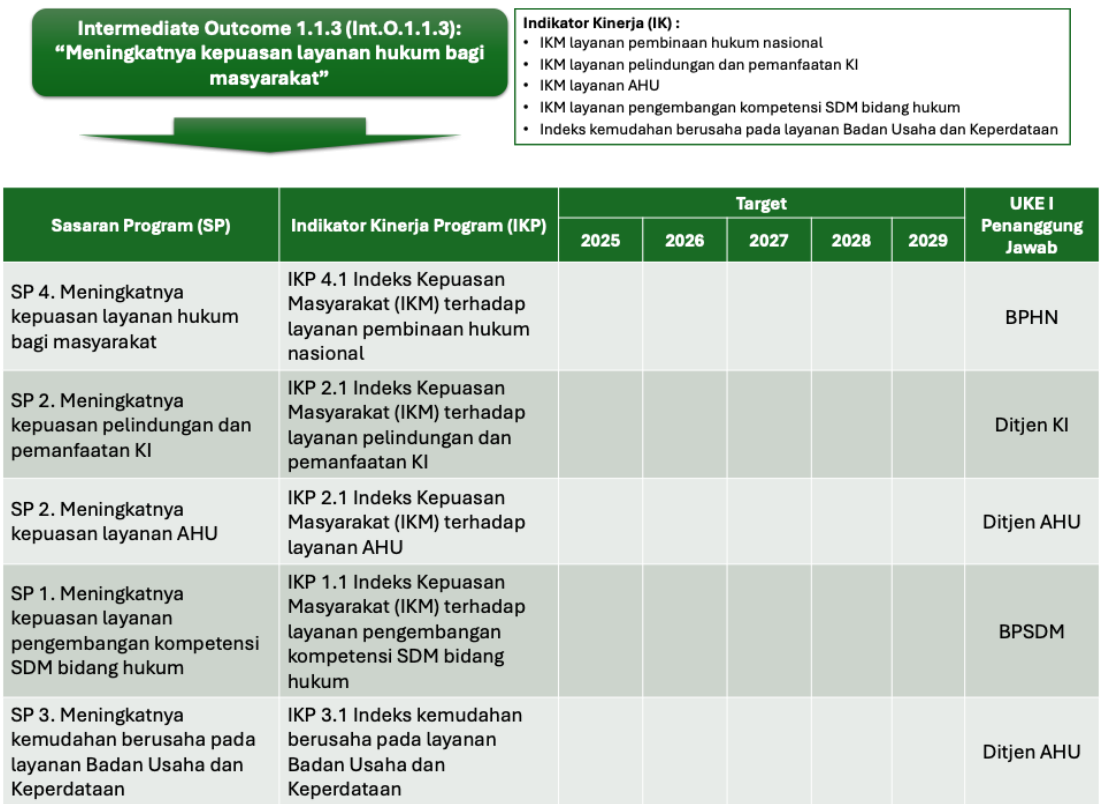 Intermediate Outcome 1.1.3 (Int.O.1.1.3):
“Meningkatnya kepuasan layanan hukum bagi
masyarakat”
Indikator Kinerja (IK) :
• IKM layanan pembinaan hukum nasional
• IKM layanan pelindungan dan pemanfaatan KI
• IKM layanan AHU
• IKM layanan pengembangan kompetensi SDM bidang hukum
• Indeks kemudahan berusaha pada layanan Badan Usaha dan Keperdataan
Sasaran Program (SP)
Indikator Kinerja Program (IKP)
Target
2025
2026
2027
2028
2029
UKE I
Penanggung
Jawab
SP 4. Meningkatnya
kepuasan layanan hukum
bagi masyarakat
IKP 4.1 Indeks Kepuasan
Masyarakat (IKM) terhadap
layanan pembinaan hukum
nasional
BPHN
SP 2. Meningkatnya
kepuasan pelindungan dan
pemanfaatan KI
IKP 2.1 Indeks Kepuasan
Masyarakat (IKM) terhadap
layanan pelindungan dan
pemanfaatan KI
Ditjen KI
SP 2. Meningkatnya
kepuasan layanan AHU
IKP 2.1 Indeks Kepuasan
Masyarakat (IKM) terhadap
layanan AHU
Ditjen AHU
SP 1. Meningkatnya
kepuasan layanan
pengembangan kompetensi
SDM bidang hukum
IKP 1.1 Indeks Kepuasan
Masyarakat (IKM) terhadap
layanan pengembangan
kompetensi SDM bidang
hukum
BPSDM
SP 3. Meningkatnya
kemudahan berusaha pada
layanan Badan Usaha dan
Keperdataan
IKP 3.1 Indeks kemudahan
berusaha pada layanan
Badan Usaha dan
Keperdataan
Ditjen AHU